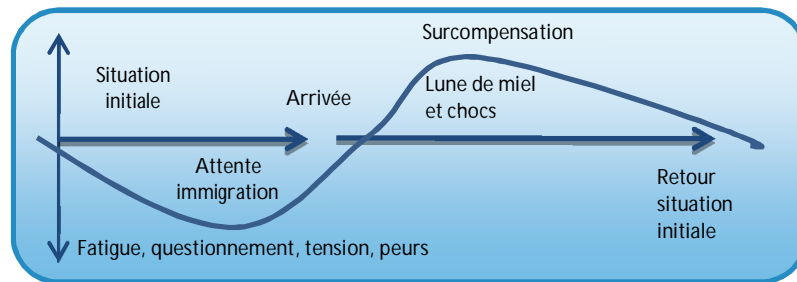 Surcompensation
Situation
initiale
Arrivée
Lune de miel
et chocs
Attente
immigration
Retour
situation
initiale
Fatigue, questionnement, tension, peurs